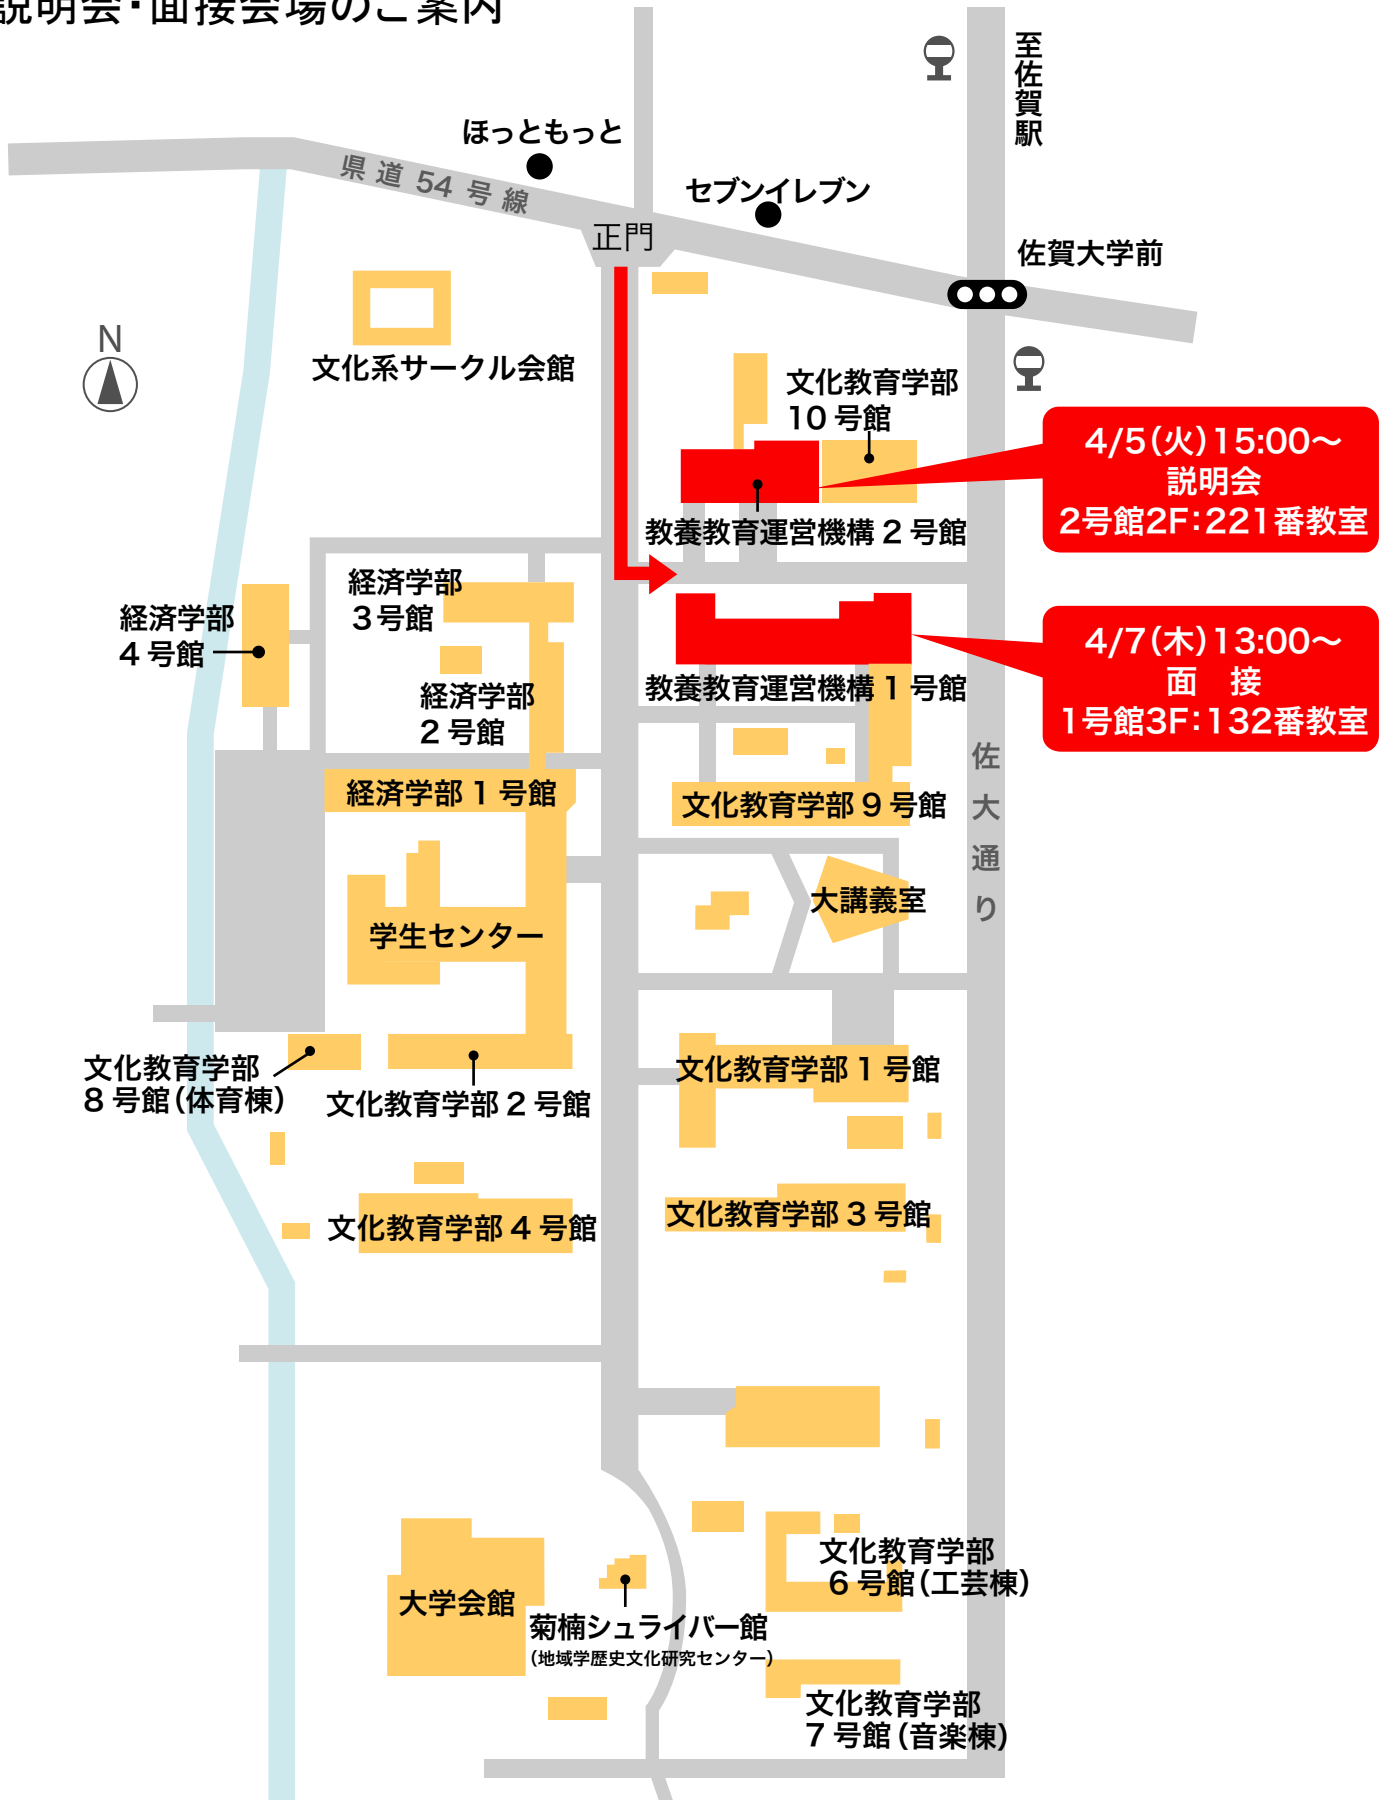 説明会・面接会場のご案内
至佐賀駅
ほっともっと
県道54号線
セブンイレブン
正門
佐賀大学前
N
文化系サークル会館
文化教育学部
10号館
4/5(火)15:00〜
説明会
2号館2F:221番教室
教養教育運営機構2号館
経済学部
3号館
経済学部
4号館
4/7(木)13:00〜
面　接
1号館3F:132番教室
教養教育運営機構1号館
経済学部
2号館
佐大通り
経済学部1号館
文化教育学部9号館
大講義室
学生センター
文化教育学部
8号館(体育棟)
文化教育学部2号館
文化教育学部1号館
文化教育学部4号館
文化教育学部3号館
文化教育学部
6号館(工芸棟)
大学会館
菊楠シュライバー館
(地域学歴史文化研究センター)
文化教育学部
7号館(音楽棟)